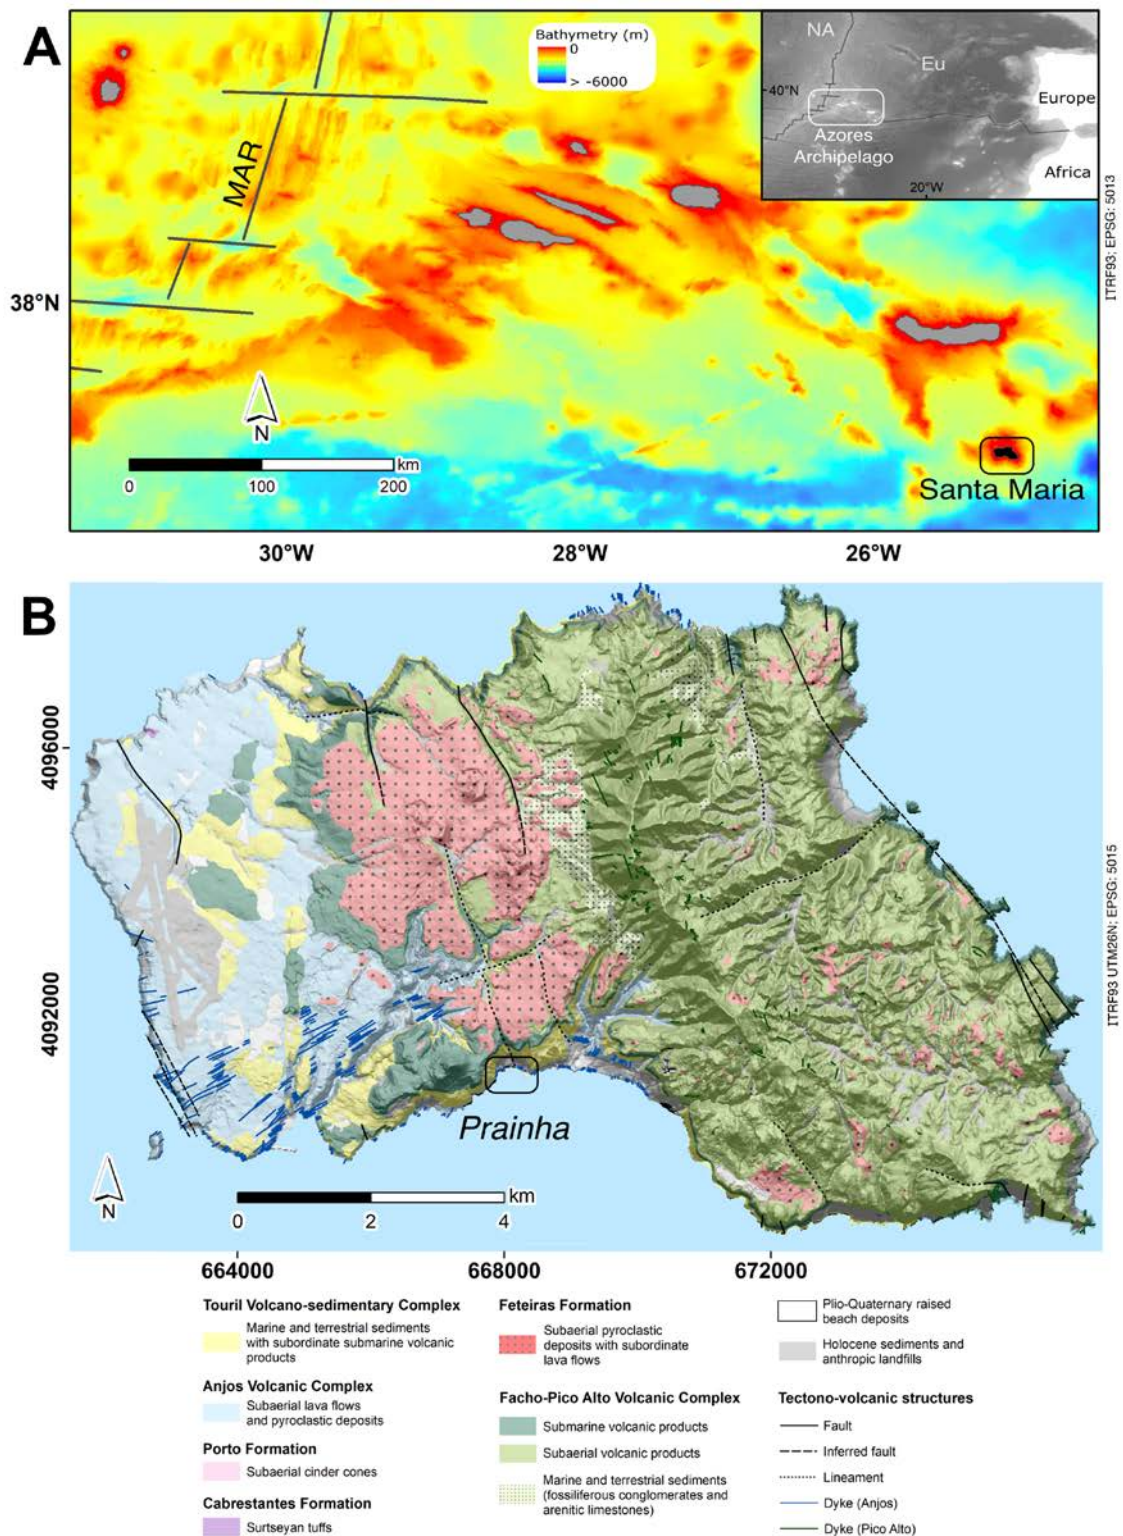 A
Bathymetry (m)
0
> -6000
NA
Eu
40°N
Europe
Azores
Archipelago
Africa
20°W
MAR
38°N
N
km
0
100
200
Santa Maria
ITRF93; EPSG: 5013
30°W
28°W
26°W
B
4096000
4092000
Prainha
N
km
0
2
4
ITRF93 UTM26N; EPSG: 5015
664000
668000
672000
Touril Volcano-sedimentary Complex
Marine and terrestrial sediments
with subordinate submarine volcanic
products
Anjos Volcanic Complex
Subaerial lava flows
and pyroclastic deposits
Porto Formation
Subaerial cinder cones
Cabrestantes Formation
Surtseyan tuffs
Feteiras Formation
Subaerial pyroclastic
deposits with subordinate
lava flows
Facho-Pico Alto Volcanic Complex
Submarine volcanic products
Subaerial volcanic products
Marine and terrestrial sediments
(fossiliferous conglomerates and
arenitic limestones)
Plio-Quaternary raised
beach deposits
Holocene sediments and
anthropic landfills
Tectono-volcanic structures
Fault
Inferred fault
Lineament
Dyke (Anjos)
Dyke (Pico Alto)